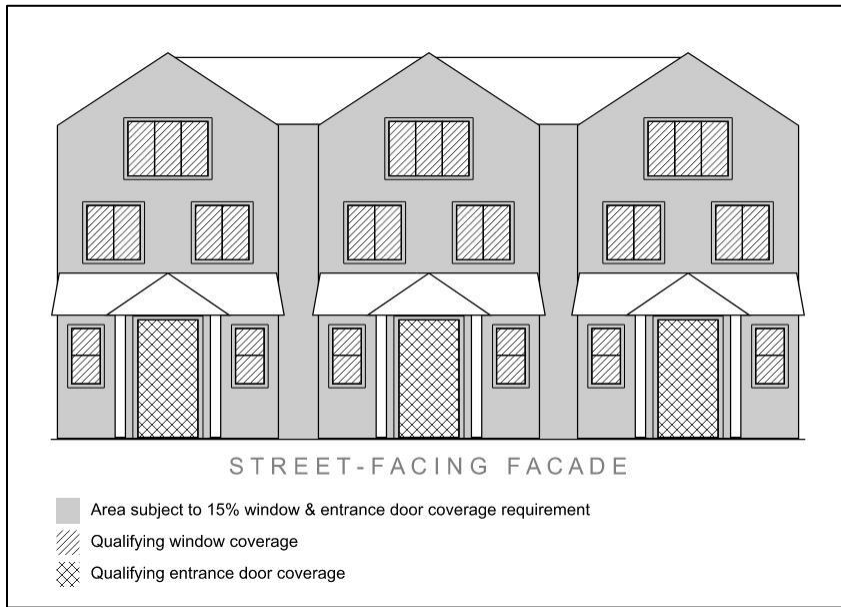 STREET-FACING FACADE
Area subject to 15% window & entrance door coverage requirement
Qualifying window coverage
Qualifying entrance door coverage